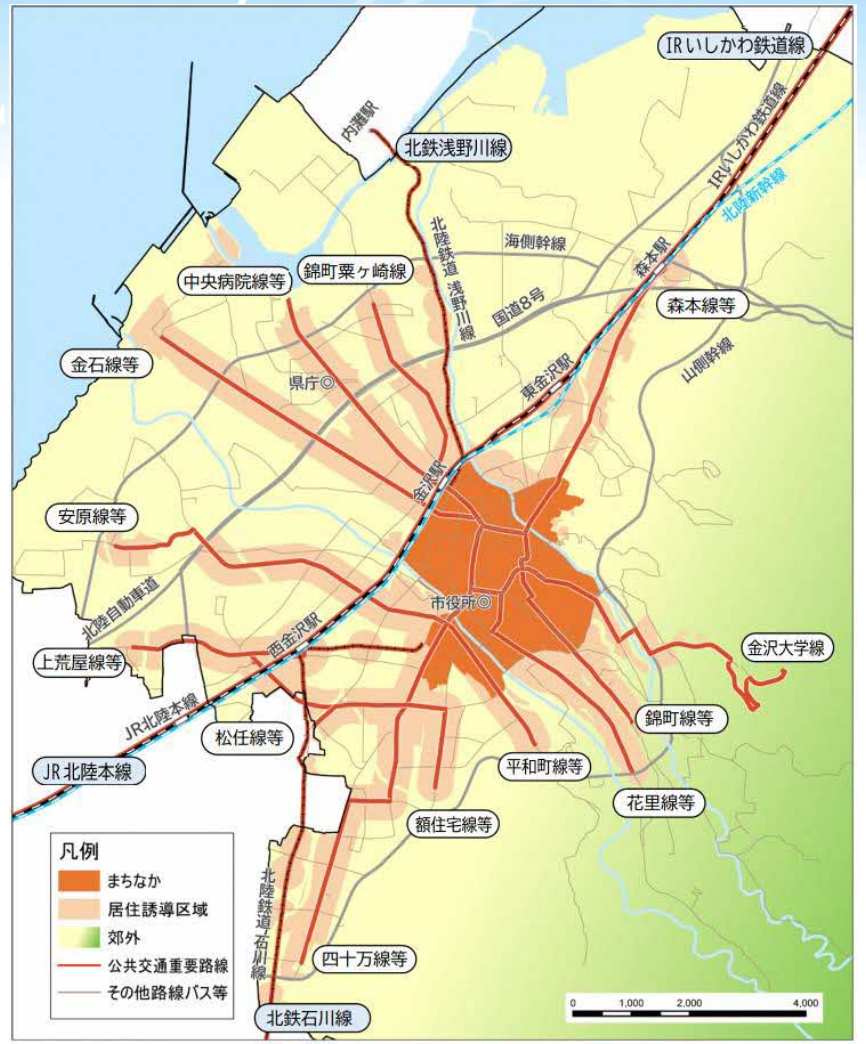 IRいしかわ鉄道線
内灘駅
北鉄浅野川線
IRいしかわ鉄道線
北陸新幹線
北陸鉄道 浅野川線
海側幹線
森本駅
中央病院線等
錦町粟ヶ崎線
国道8号
森本線等
山側幹線
金石線等
県庁◎
東金沢駅
金沢駅
安原線等
北陸自動車道
市役所◎
西金沢駅
上荒屋線等
金沢大学線
JR北陸本線
松任線等
錦町線等
JR北陸本線
平和町線等
花里線等
額住宅線等
凡例
まちなか
居住誘導区域
郊外
公共交通重要路線
その他路線バス等
北陸鉄道 石川線
四十万線等
北鉄石川線
0 1,000 2,000 4,000